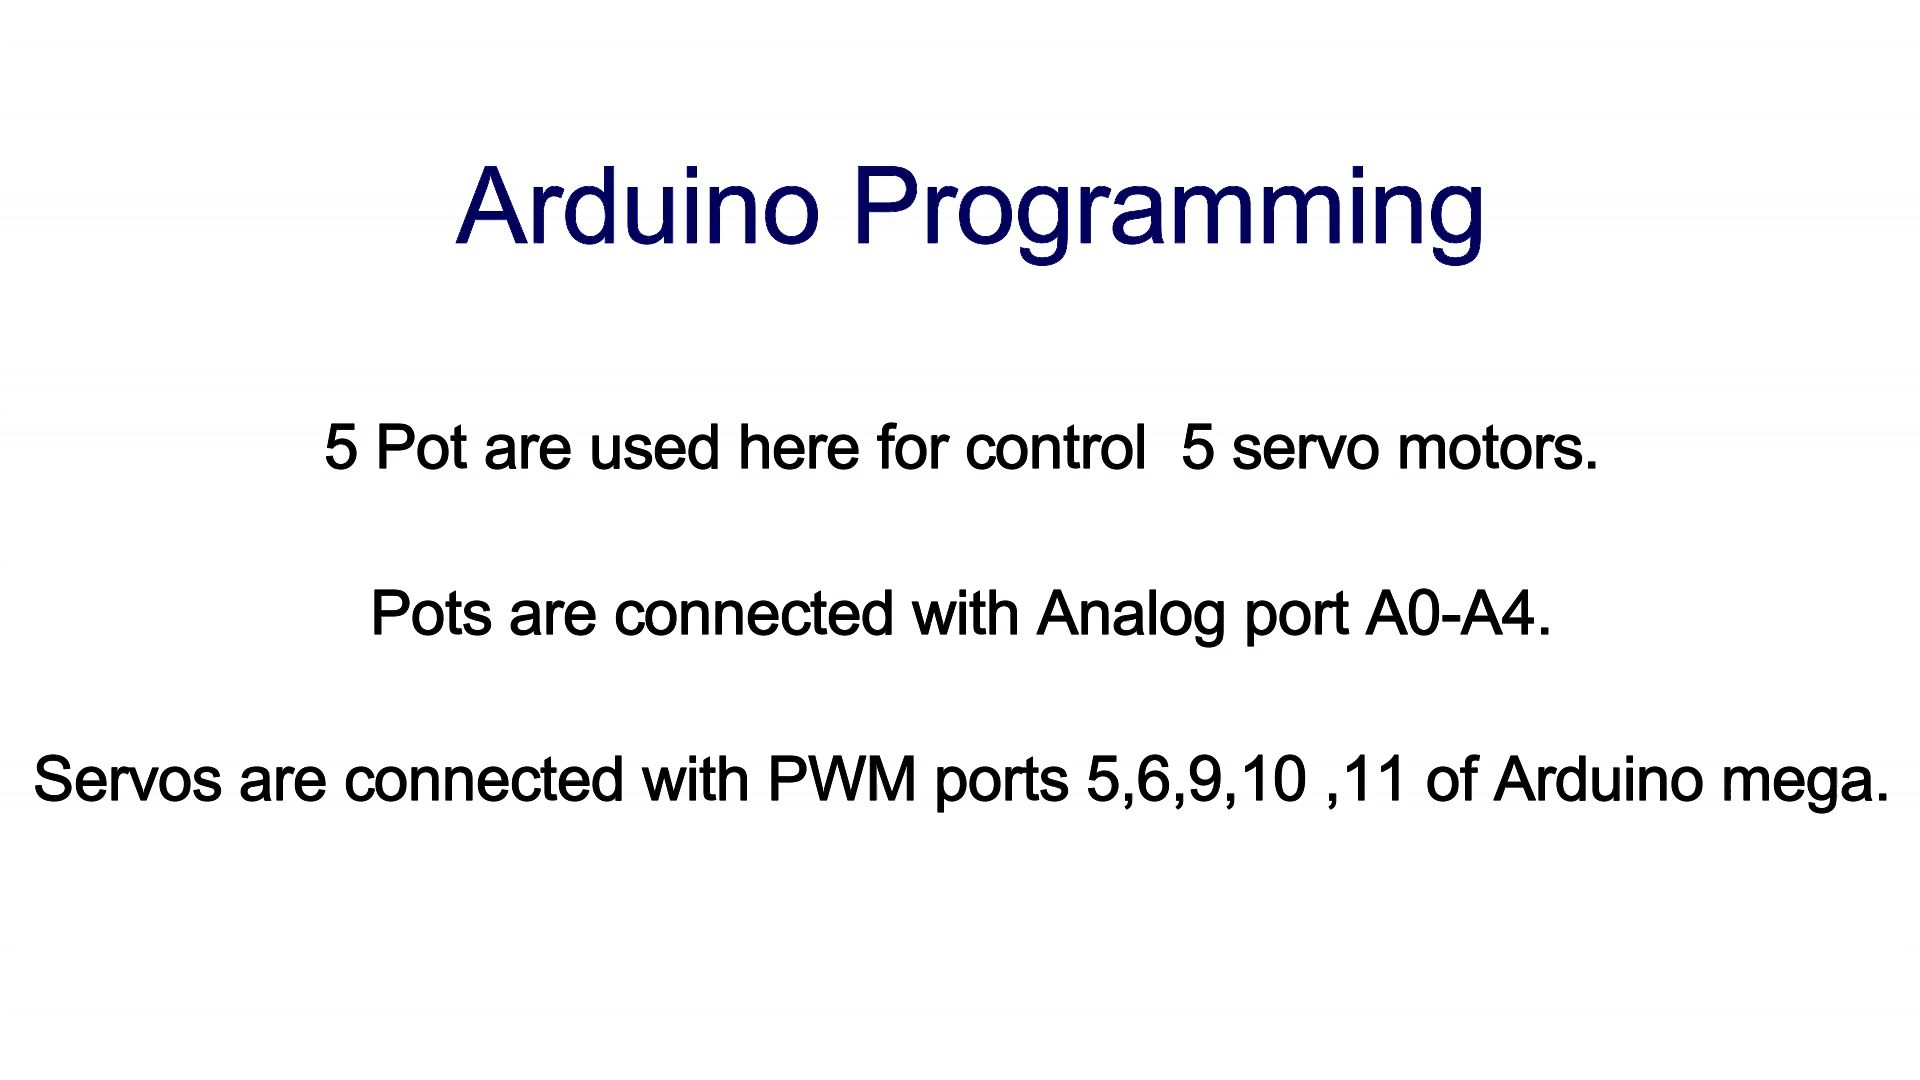 Arduino Programming
5 Pot are used here for control  5 servo motors.
Pots are connected with Analog port A0-A4.
Servos are connected with PWM ports 5,6,9,10 ,11 of Arduino mega.